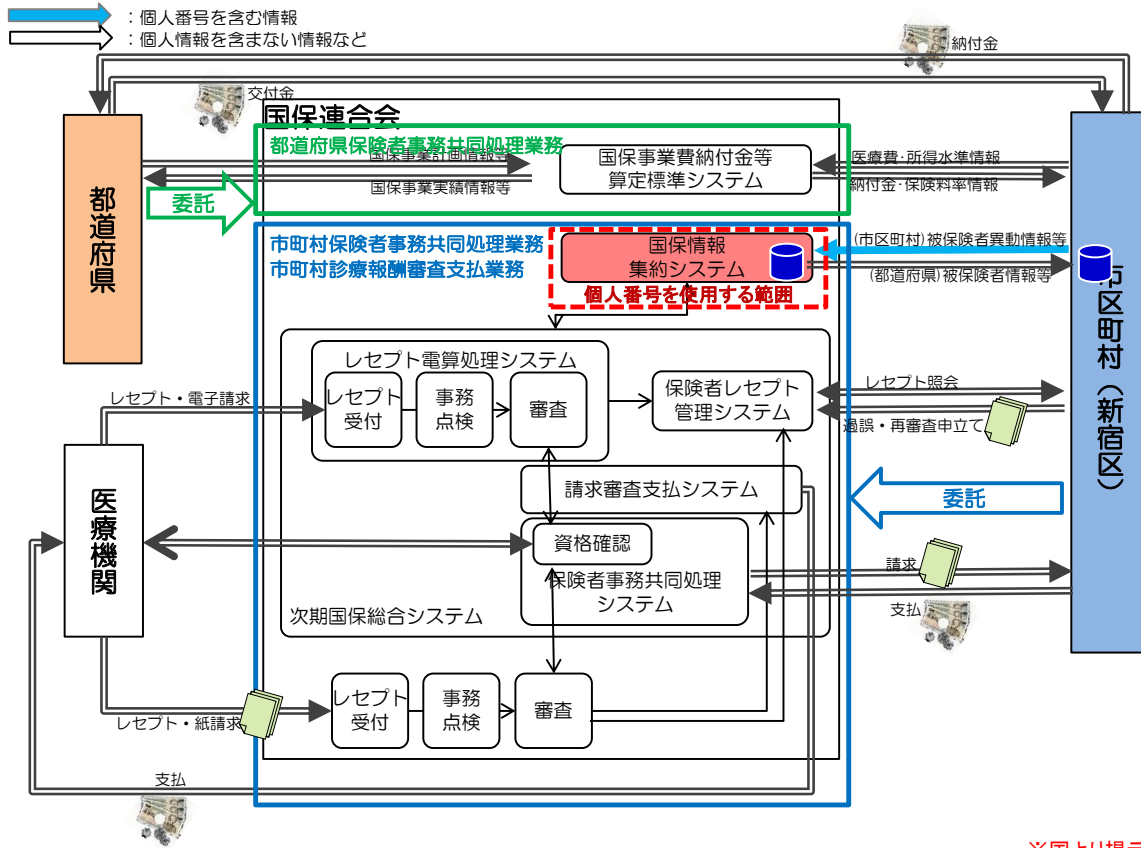 ：個人番号を含む情報
：個人情報を含まない情報など
納付金
交付金
国保連合会
都道府県保険者事務共同処理業務
国保事業計画情報等
国保事業実績情報等
国保事業費納付金等
算定標準システム
医療費・所得水準情報
納付金・保険料率情報
都道府県
委託
市町村保険者事務共同処理業務
市町村診療報酬審査支払業務
国保情報
集約システム
個人番号を使用する範囲
(市区町村)被保険者異動情報等
(都道府県)被保険者情報等
市区町村（新宿区）
レセプト電算処理システム
レセプト
受付
事務
点検
審査
保険者レセプト
管理システム
レセプト照会
過誤・再審査申立て
レセプト・電子請求
医療機関
請求審査支払システム
委託
資格確認
保険者事務共同処理
システム
請求
支払
次期国保総合システム
レセプト
受付
事務
点検
審査
レセプト・紙請求
支払